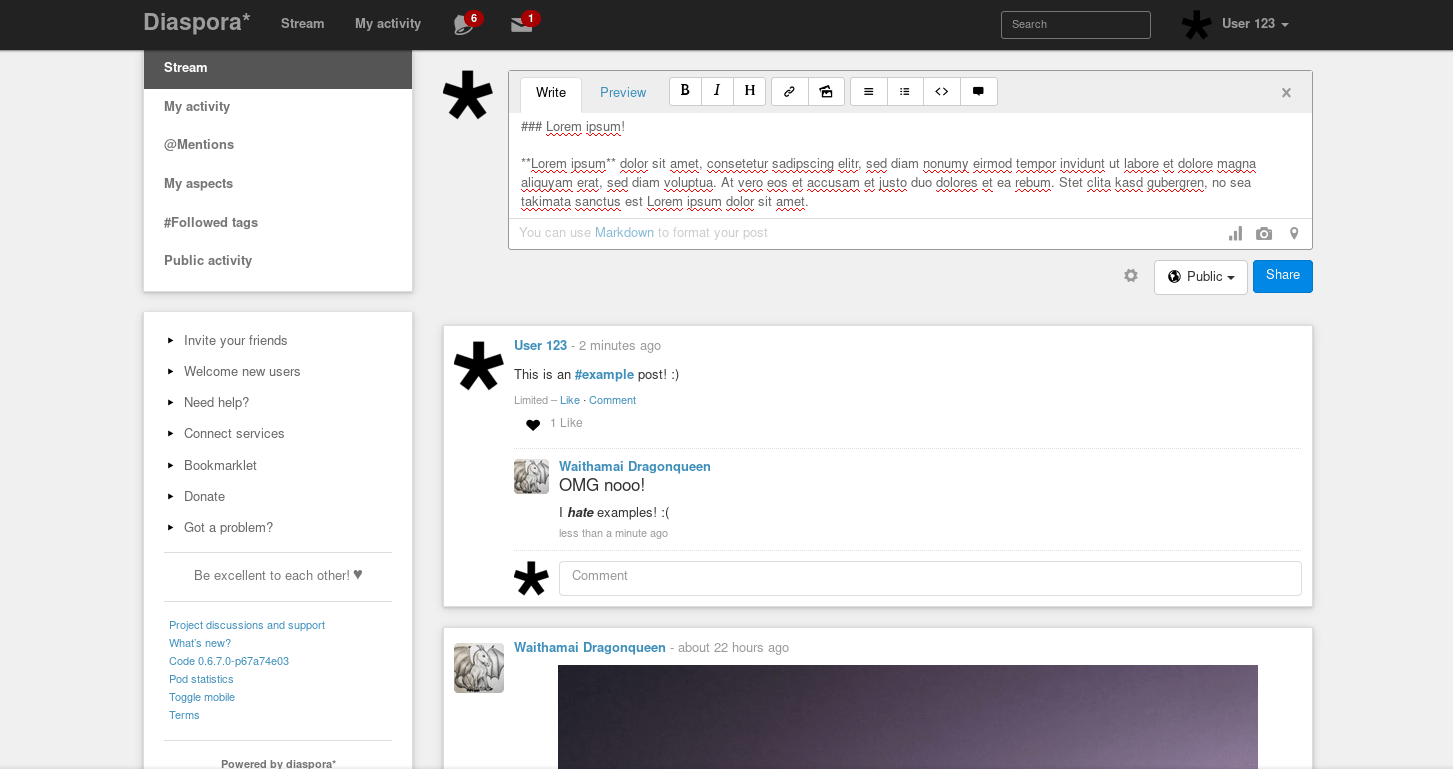 Diaspora* Stream My activity 6 1 Search User 123
Stream
My activity
@Mentions
My aspects
#Followed tags
Public activity
Invite your friends
Welcome new users
Need help?
Connect services
Bookmarklet
Donate
Got a problem?
Be excellent to each other! ♥
Project discussions and support
What's new?
Code 0.6.7.0-p67a74e03
Pod statistics
Toggle mobile
Terms
Powered by diaspora*
Write Preview B I H
### Lorem ipsum!
**Lorem ipsum** dolor sit amet, consetetur sadipscing elitr, sed diam nonumy eirmod tempor invidunt ut labore et dolore magna
aliquyam erat, sed diam voluptua. At vero eos et accusam et justo duo dolores et ea rebum. Stet clita kasd gubergren, no sea
takimata sanctus est Lorem ipsum dolor sit amet.
You can use Markdown to format your post
Public Share
User 123 - 2 minutes ago
This is an #example post! :)
Limited – Like · Comment
1 Like
Waithamai Dragonqueen
OMG nooo!
I hate examples! :(
less than a minute ago
Comment
Waithamai Dragonqueen - about 22 hours ago